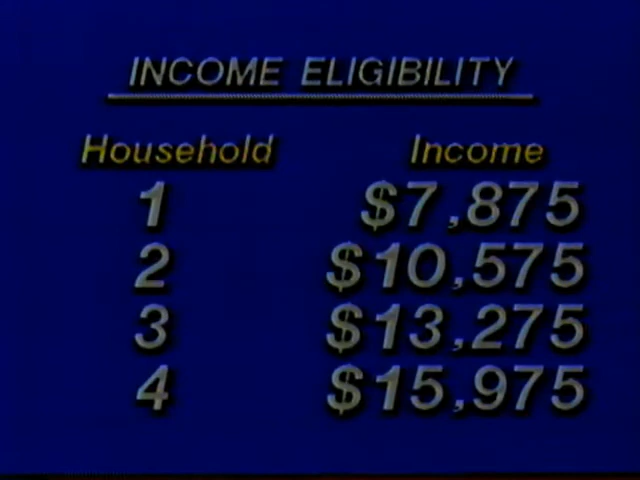 INCOME ELIGIBILITY
Household Income
1 $7,875
2 $10,575
3 $13,275
4 $15,975